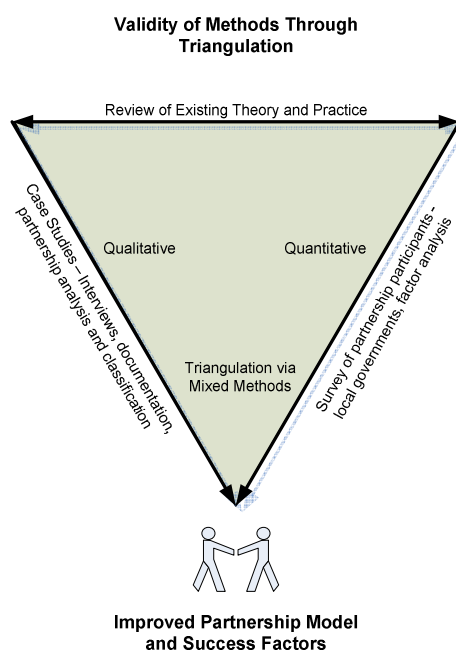 Validity of Methods Through
Triangulation
Review of Existing Theory and Practice
Case Studies – Interviews, documentation,
partnership analysis and classification
Qualitative
Quantitative
Survey of partnership participants -
local governments, factor analysis
Triangulation via
Mixed Methods
Improved Partnership Model
and Success Factors